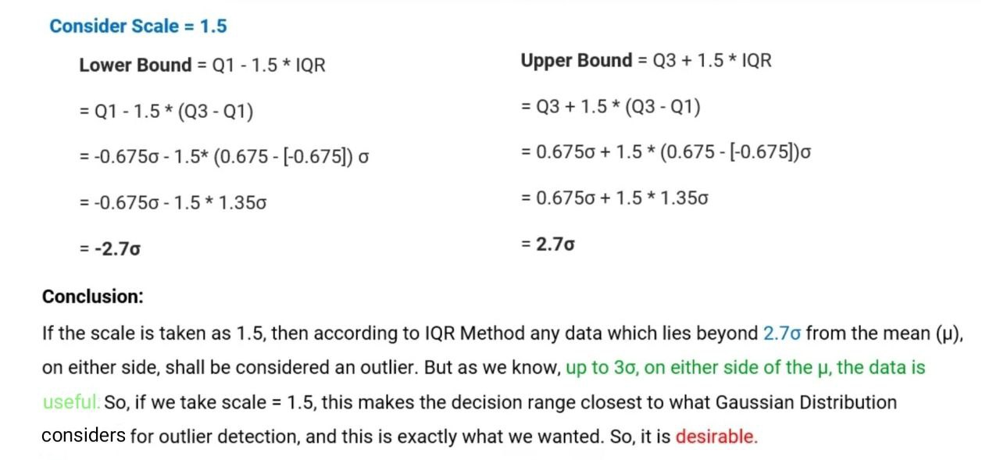 Consider Scale = 1.5
Lower Bound = Q1 - 1.5 * IQR
= Q1 - 1.5 * (Q3 - Q1)
= -0.675σ - 1.5* (0.675 - [-0.675]) σ
= -0.675σ - 1.5 * 1.35σ
= -2.7σ
Upper Bound = Q3 + 1.5 * IQR
= Q3 + 1.5 * (Q3 - Q1)
= 0.675σ + 1.5 * (0.675 - [-0.675])σ
= 0.675σ + 1.5 * 1.35σ
= 2.7σ
Conclusion:
If the scale is taken as 1.5, then according to IQR Method any data which lies beyond 2.7σ from the mean (μ),
on either side, shall be considered an outlier. But as we know, up to 3σ, on either side of the μ, the data is
useful. So, if we take scale = 1.5, this makes the decision range closest to what Gaussian Distribution
considers for outlier detection, and this is exactly what we wanted. So, it is desirable.